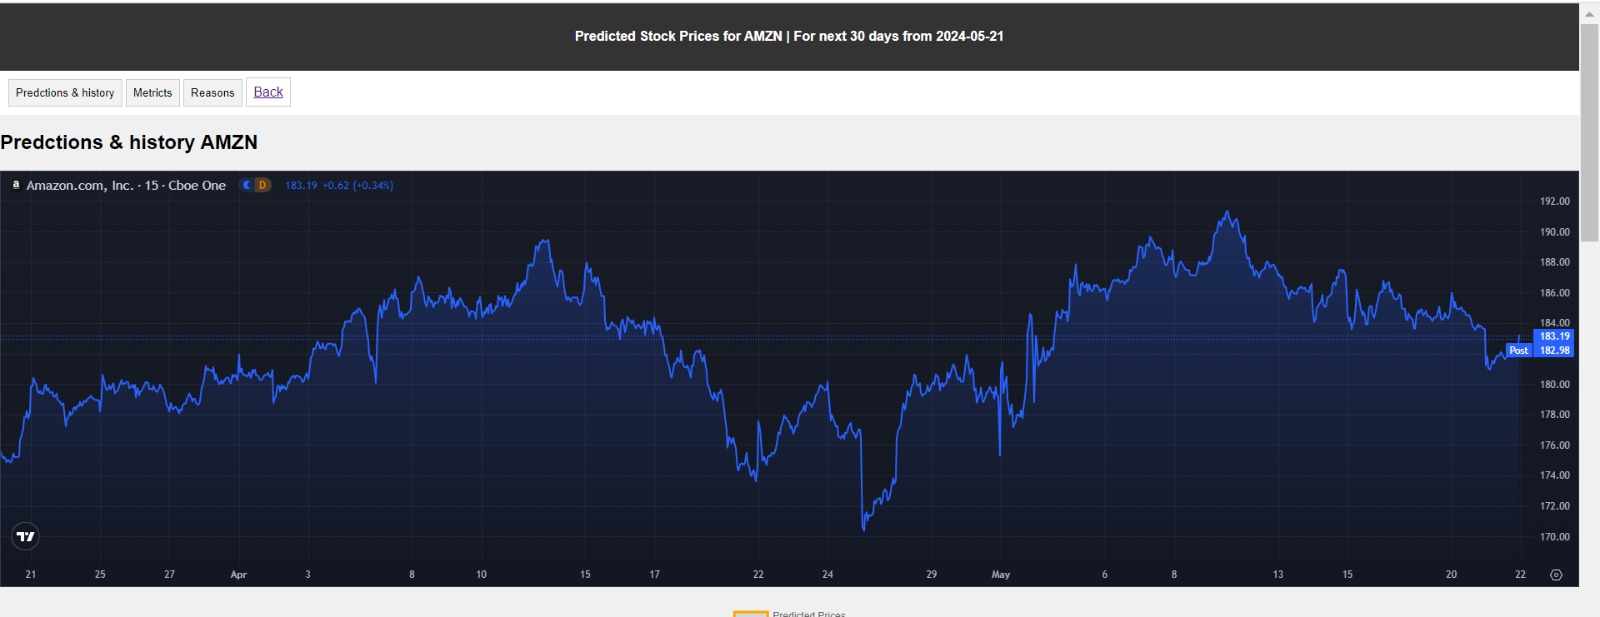 Predicted Stock Prices for AMZN | For next 30 days from 2024-05-21
Predctions & history Metricts Reasons Back
Predctions & history AMZN
a Amazon.com, Inc. · 15 · Cboe One D 183.19 +0.62 (+0.34%)
192.00
190.00
188.00
186.00
184.00
183.19
Post 182.98
180.00
178.00
176.00
174.00
172.00
170.00
21 25 27 Apr 3 8 10 15 17 22 24 29 May 6 8 13 15 20 22
Predicted Prices